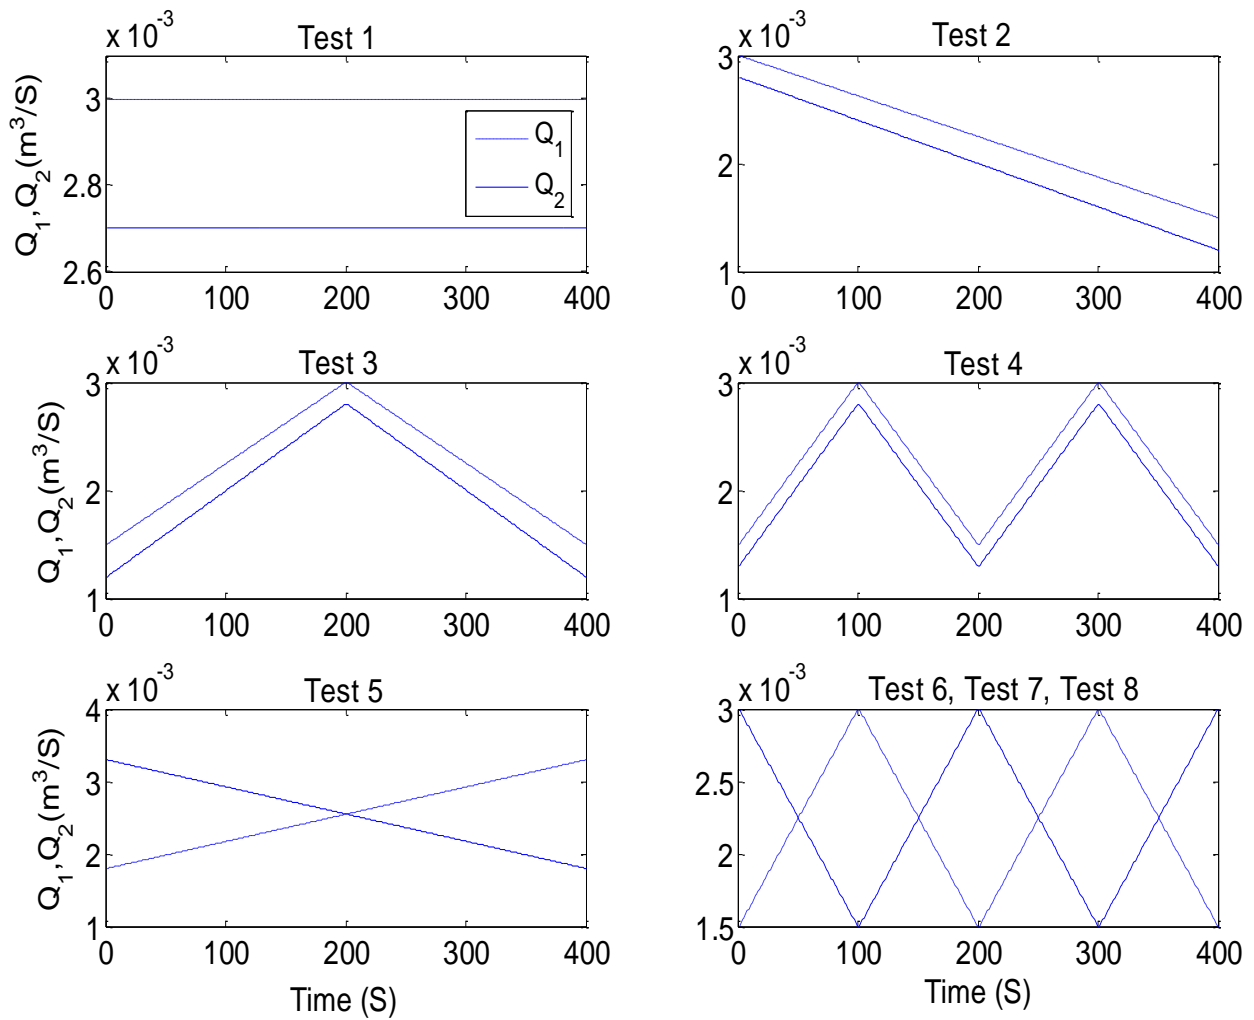 x 10⁻³
Test 1
Q₁,Q₂(m³/S)
3
2.8
2.6
Q₁
Q₂
0 100 200 300 400
x 10⁻³
Test 2
3
2
1
0 100 200 300 400
x 10⁻³
Test 3
Q₁,Q₂(m³/S)
3
2
1
0 100 200 300 400
x 10⁻³
Test 4
3
2
1
0 100 200 300 400
x 10⁻³
Test 5
Q₁,Q₂(m³/S)
4
3
2
1
0 100 200 300 400
Time (S)
x 10⁻³
Test 6, Test 7, Test 8
3
2.5
2
1.5
0 100 200 300 400
Time (S)